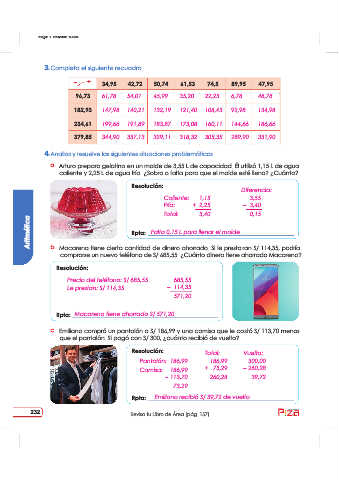 3. Completa el siguiente recuadro.
- + 34,95 42,72 50,74 61,53 74,5 89,95 47,95
96,73 61,78 54,01 45,99 35,20 22,23 6,78 48,78
182,93 147,98 140,21 132,19 121,40 108,43 92,98 134,98
234,61 199,66 191,89 183,87 173,08 160,11 144,66 186,66
379,85 344,90 337,13 329,11 318,32 305,35 289,90 331,90
4. Analiza y resuelve las siguientes situaciones problemáticas:
a Arturo prepara gelatina en un molde de 3,55 L de capacidad. Él utilizó 1,15 L de agua
caliente y 2,25 L de agua fría. ¿Sobra o falta para que el molde esté lleno? ¿Cuánto?
Resolución:
Diferencia:
Caliente: 1,15 3,55
Fría: + 2,25 – 3,40
Total: 3,40 0,15
Rpta: Falta 0,15 L para llenar el molde
b Macarena tiene cierta cantidad de dinero ahorrado. Si le prestaran S/ 114,35, podría
comprarse un nuevo teléfono de S/ 685,55. ¿Cuánto dinero tiene ahorrado Macarena?
Resolución:
Precio del teléfono: S/ 685,55 685,55
Le prestan: S/ 114,35 – 114,35
571,20
Rpta: Macarena tiene ahorrado S/ 571,20
c Emiliano compró un pantalón a S/ 186,99 y una camisa que le costó S/ 113,70 menos
que el pantalón. Si pagó con S/ 300, ¿cuánto recibió de vuelto?
Resolución: Total: Vuelto:
Pantalón: 186,99 186,99 300,00
Camisa: 186,99 + 73,29 – 260,28
– 113,70 260,28 39,72
73,29
Rpta: Emiliano recibió S/ 39,72 de vuelto
Aritmética
232
Revisa tu Libro de Área (pág. 157)